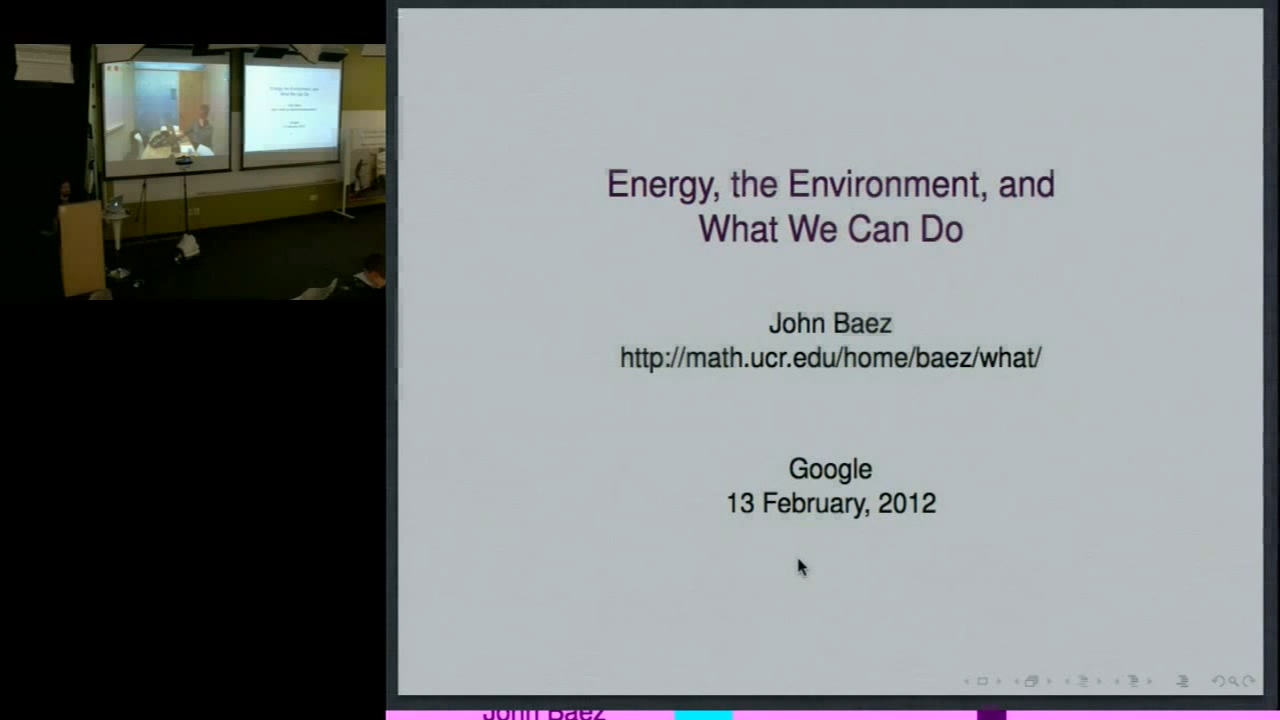 Energy, the Environment, and
What We Can Do
John Baez
http://math.ucr.edu/home/baez/what/
Google
13 February, 2012
John Baez